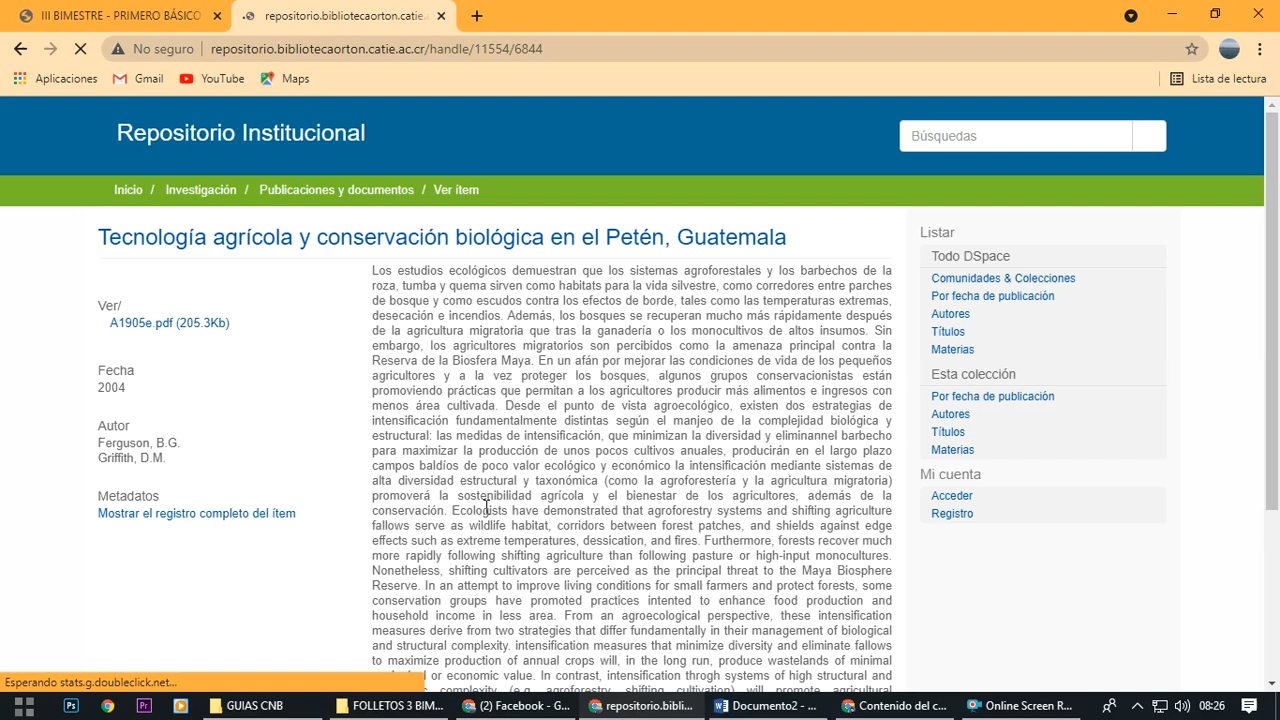 III BIMESTRE - PRIMERO BÁSICO
repositorio.bibliotecaorton.catie.
No seguro
repositorio.bibliotecaorton.catie.ac.cr/handle/11554/6844
Aplicaciones
Gmail
YouTube
Maps
Lista de lectura
Repositorio Institucional
Búsquedas
Inicio / Investigación / Publicaciones y documentos / Ver ítem
Tecnología agrícola y conservación biológica en el Petén, Guatemala
Ver/
A1905e.pdf (205.3Kb)
Fecha
2004
Autor
Ferguson, B.G.
Griffith, D.M.
Metadatos
Mostrar el registro completo del ítem
Los estudios ecológicos demuestran que los sistemas agroforestales y los barbechos de la
roza, tumba y quema sirven como habitats para la vida silvestre, como corredores entre parches
de bosque y como escudos contra los efectos de borde, tales como las temperaturas extremas,
desecación e incendios. Además, los bosques se recuperan mucho más rápidamente después
de la agricultura migratoria que tras la ganadería o los monocultivos de altos insumos. Sin
embargo, los agricultores migratorios son percibidos como la amenaza principal contra la
Reserva de la Biosfera Maya. En un afán por mejorar las condiciones de vida de los pequeños
agricultores y a la vez proteger los bosques, algunos grupos conservacionistas están
promoviendo prácticas que permitan a los agricultores producir más alimentos e ingresos con
menos área cultivada. Desde el punto de vista agroecológico, existen dos estrategias de
intensificación fundamentalmente distintas según el manjeo de la complejidad biológica y
estructural: las medidas de intensificación, que minimizan la diversidad y eliminannel barbecho
para maximizar la producción de unos pocos cultivos anuales, producirán en el largo plazo
campos baldíos de poco valor ecológico y económico la intensificación mediante sistemas de
alta diversidad estructural y taxonómica (como la agroforestería y la agricultura migratoria)
promoverá la sostenibilidad agrícola y el bienestar de los agricultores, además de la
conservación. Ecologists have demonstrated that agroforestry systems and shifting agriculture
fallows serve as wildlife habitat, corridors between forest patches, and shields against edge
effects such as extreme temperatures, dessication, and fires. Furthermore, forests recover much
more rapidly following shifting agriculture than following pasture or high-input monocultures.
Nonetheless, shifting cultivators are perceived as the principal threat to the Maya Biosphere
Reserve. In an attempt to improve living conditions for small farmers and protect forests, some
conservation groups have promoted practices intented to enhance food production and
household income in less area. From an agroecological perspective, these intensification
measures derive from two strategies that differ fundamentally in their management of biological
and structural complexity. intensification measures that minimize diversity and eliminate fallows
to maximize production of annual crops will, in the long run, produce wastelands of minimal
or economic value. In contrast, intensification throgh systems of high structural and
complexity (e.g. agroforestry, shifting cultivation) will promote agricultural
Listar
Todo DSpace
Comunidades & Colecciones
Por fecha de publicación
Autores
Títulos
Materias
Esta colección
Por fecha de publicación
Autores
Títulos
Materias
Mi cuenta
Acceder
Registro
Esperando stats.g.doubleclick.net...
Ps
Pr
GUIAS CNB
FOLLETOS 3 BIM...
(2) Facebook - G...
repositorio.bibli...
Documento2 - ...
Contenido del c...
Online Screen R...
08:26